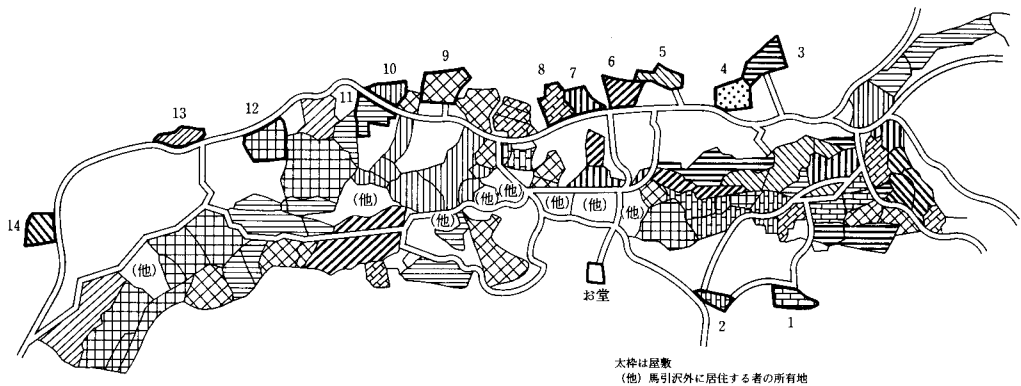 3
5
9
6
4
10
8 7
11
12
13
14
(他)
(他) (他)
(他) (他)
(他)
(他)
(他)
お堂
2
1
太枠は屋敷
(他) 馬引沢外に居住する者の所有地